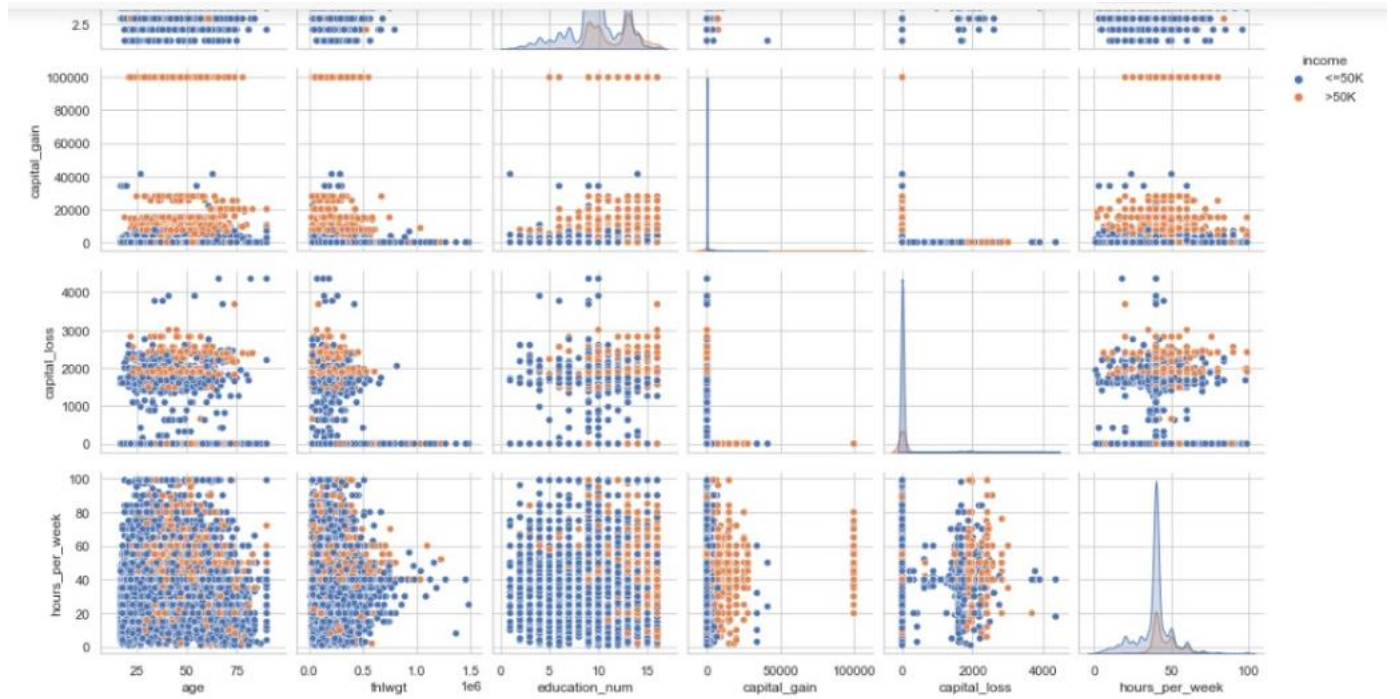 2.5
income
<=50K
>50K
100000
80000
60000
40000
20000
0
capital_gain
4000
3000
2000
1000
0
capital_loss
100
80
60
40
20
0
hours_per_week
25 50 75
0.0 0.5 1.0 1.5
0 5 10 15
0 50000 100000
0 2000 4000
0 50 100
1e6
age
fnlwgt
education_num
capital_gain
capital_loss
hours_per_week